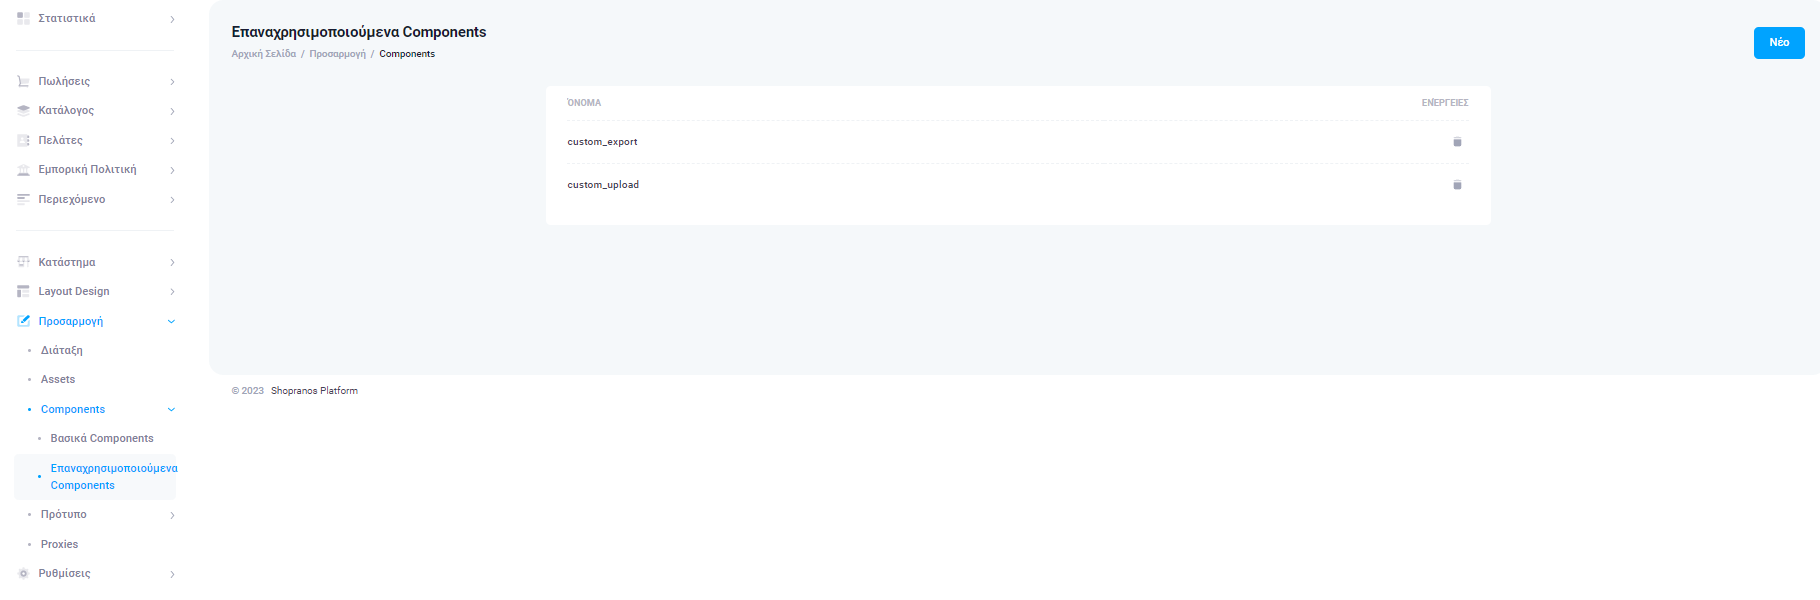 Στατιστικά
Πωλήσεις
Κατάλογος
Πελάτες
Εμπορική Πολιτική
Περιεχόμενο
Κατάστημα
Layout Design
Προσαρμογή
Διάταξη
Assets
Components
Βασικά Components
Επαναχρησιμοποιούμενα
Components
Πρότυπο
Proxies
Ρυθμίσεις
Επαναχρησιμοποιούμενα Components
Αρχική Σελίδα / Προσαρμογή / Components
Νέο
ΌΝΟΜΑ ΕΝΈΡΓΕΙΕΣ
custom_export
custom_upload
© 2023 Shopranos Platform